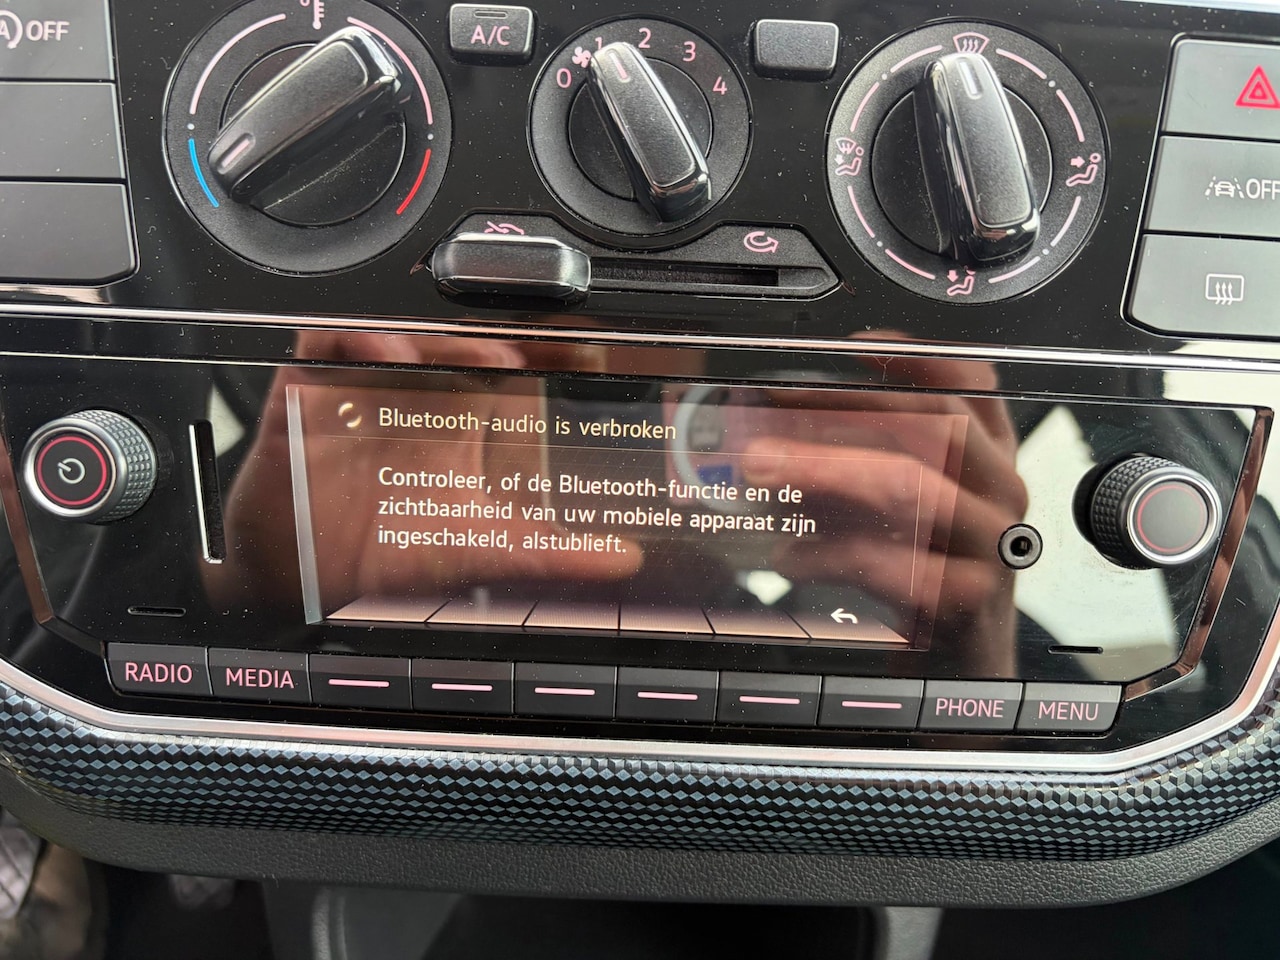 OFF
A/C
0
1
2
3
4
OFF
Bluetooth-audio is verbroken
Controleer, of de Bluetooth-functie en de
zichtbaarheid van uw mobiele apparaat zijn
ingeschakeld, alstublieft.
RADIO
MEDIA
PHONE
MENU